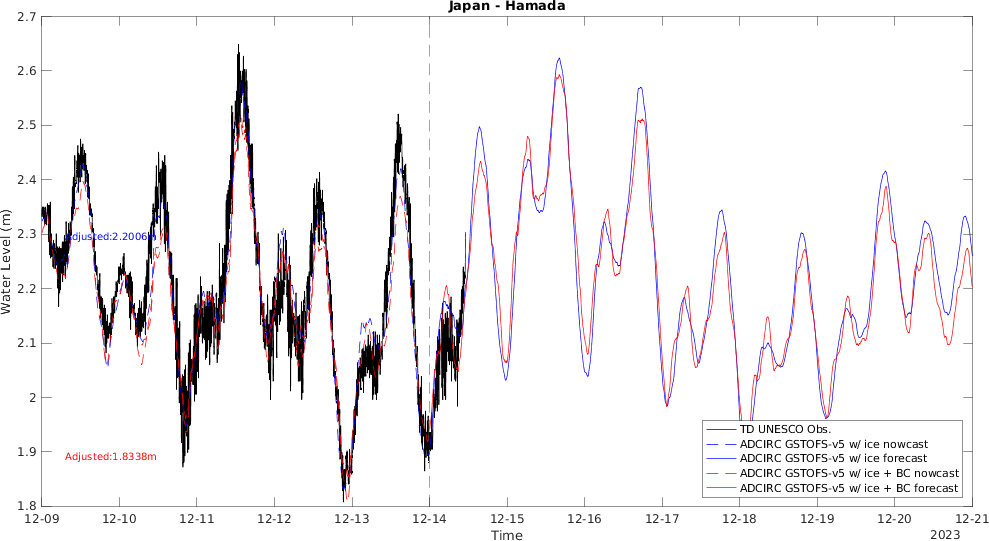 Japan - Hamada
2.7
2.6
2.5
2.4
2.3
2.2
2.1
2
1.9
1.8
Water Level (m)
Adjusted:2.2006m
Adjusted:1.8338m
TD UNESCO Obs.
ADCIRC GSTOFS-v5 w/ ice nowcast
ADCIRC GSTOFS-v5 w/ ice forecast
ADCIRC GSTOFS-v5 w/ ice + BC nowcast
ADCIRC GSTOFS-v5 w/ ice + BC forecast
12-09 12-10 12-11 12-12 12-13 12-14 12-15 12-16 12-17 12-18 12-19 12-20 12-21
Time
2023